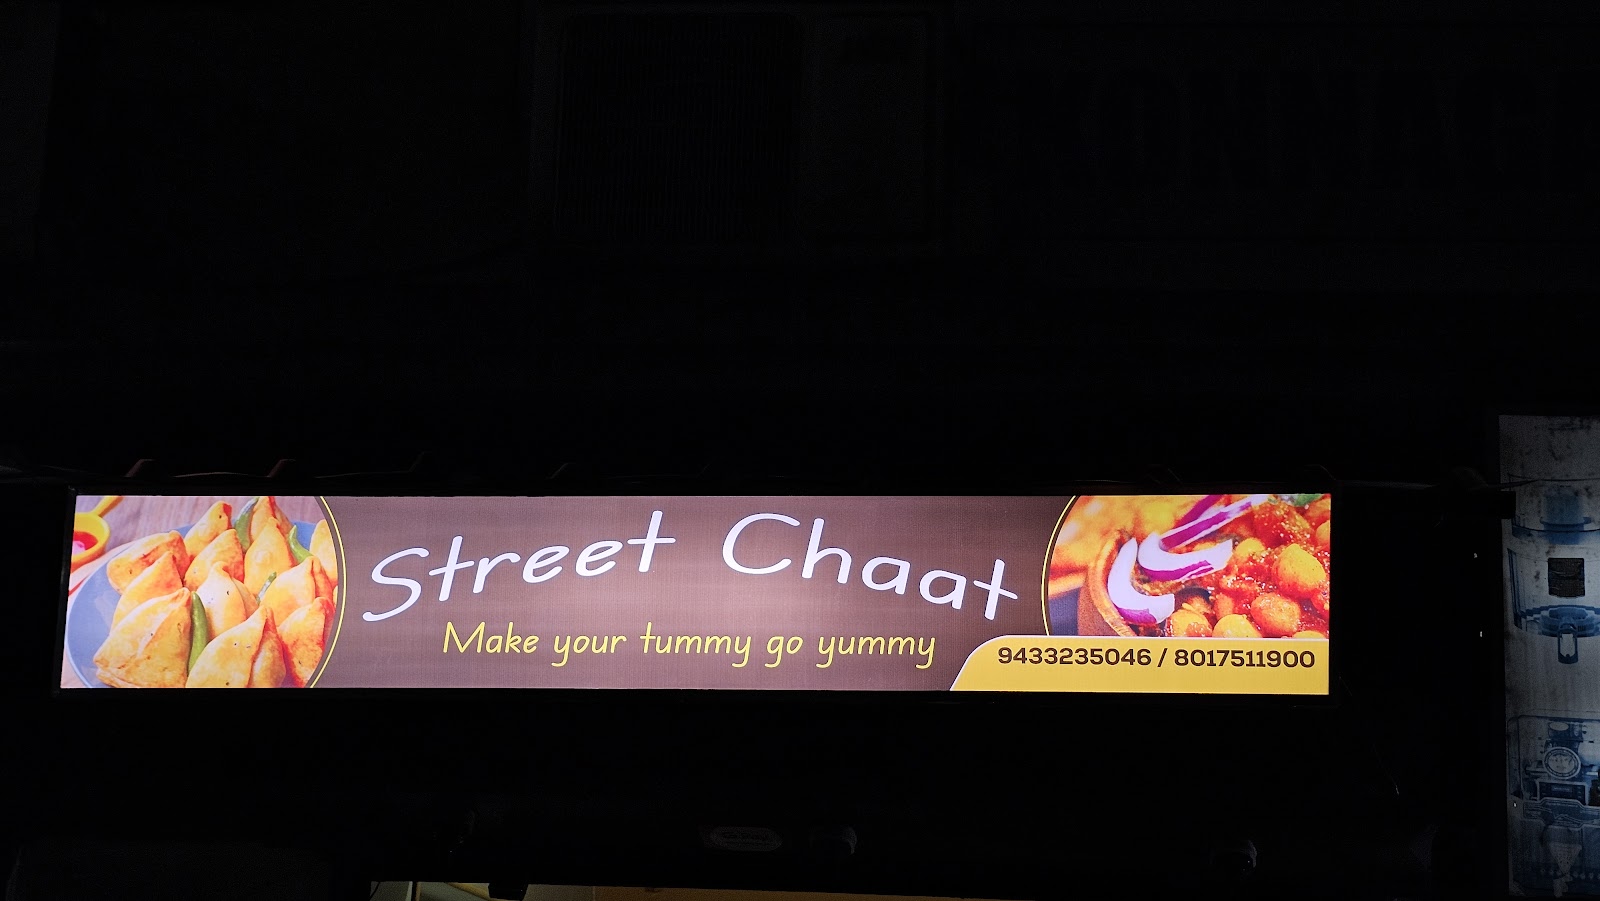 Street Chaat
Make your tummy go yummy
9433235046 / 8017511900